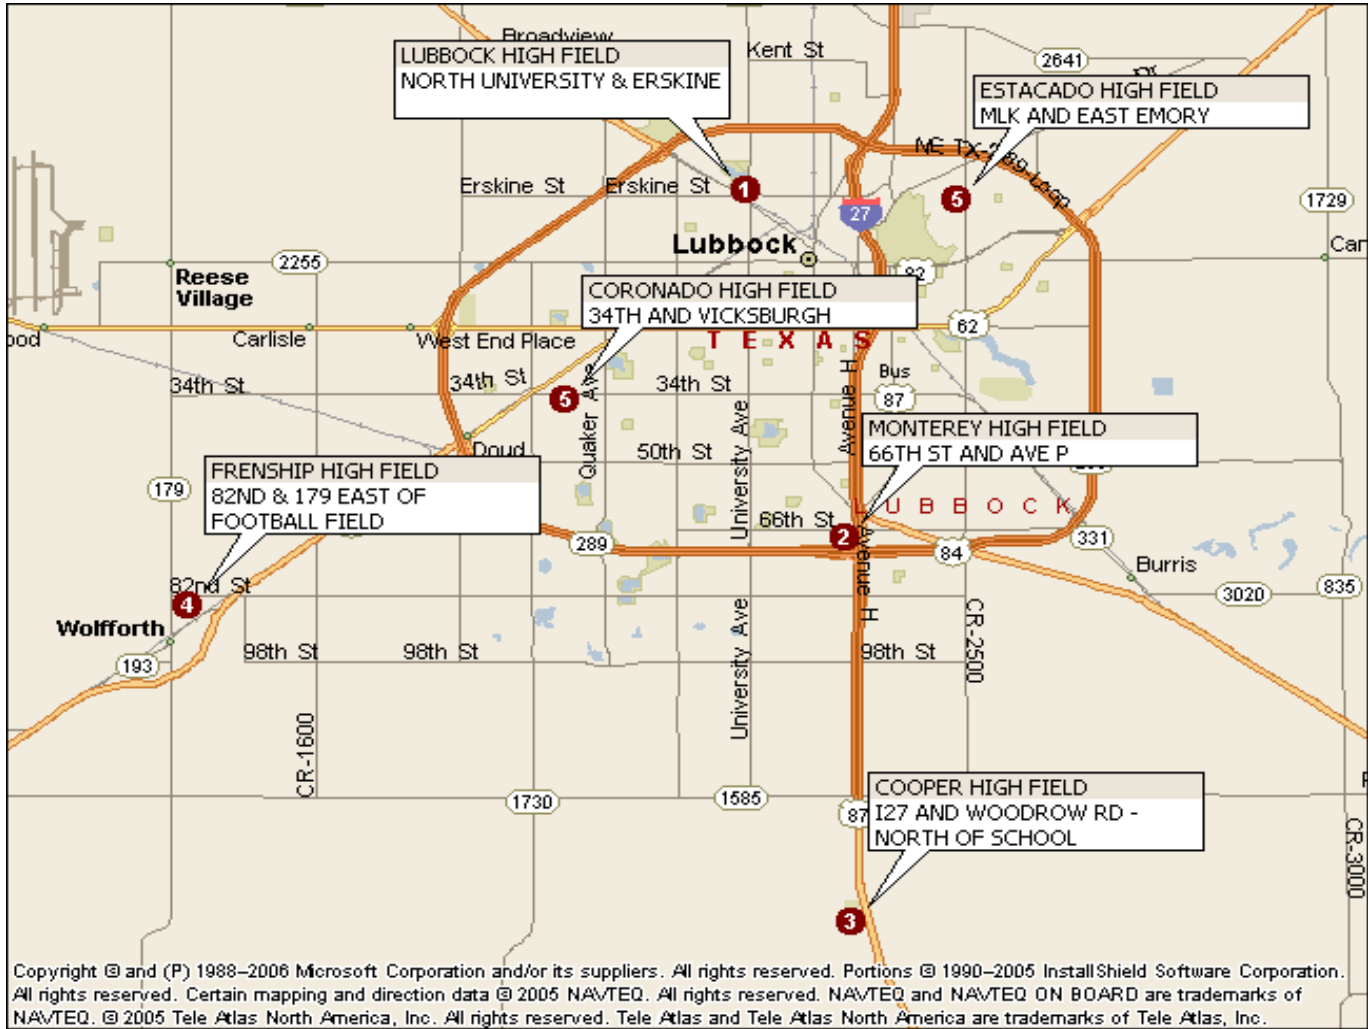 Broadview
LUBBOCK HIGH FIELD
NORTH UNIVERSITY & ERSKINE
Kent St
2641
ESTACADO HIGH FIELD
MLK AND EAST EMORY
NE TX-289 Loop
Erskine St
Erskine St
1
5
27
1729
Lubbock
2255
Reese
Village
82
CORONADO HIGH FIELD
34TH AND VICKSBURGH
62
Carlisle
West End Place
TEXAS
34th St
34th St
34th St
5
Quaker Ave
University Ave
Avenue H
Bus
87
MONTEREY HIGH FIELD
66TH ST AND AVE P
50th St
Doud
FRENSHIP HIGH FIELD
82ND & 179 EAST OF
FOOTBALL FIELD
179
LUBBOCK
66th St
2
289
84
331
Burris
82nd St
4
3020
835
Wolfforth
193
98th St
98th St
98th St
Avenue H
University Ave
CR-2500
CR-1600
1730
1585
87
COOPER HIGH FIELD
I27 AND WOODROW RD -
NORTH OF SCHOOL
CR-3000
3
Copyright © and (P) 1988–2006 Microsoft Corporation and/or its suppliers. All rights reserved. Portions © 1990–2005 InstallShield Software Corporation.
All rights reserved. Certain mapping and direction data © 2005 NAVTEQ. All rights reserved. NAVTEQ and NAVTEQ ON BOARD are trademarks of
NAVTEQ. © 2005 Tele Atlas North America, Inc. All rights reserved. Tele Atlas and Tele Atlas North America are trademarks of Tele Atlas, Inc.